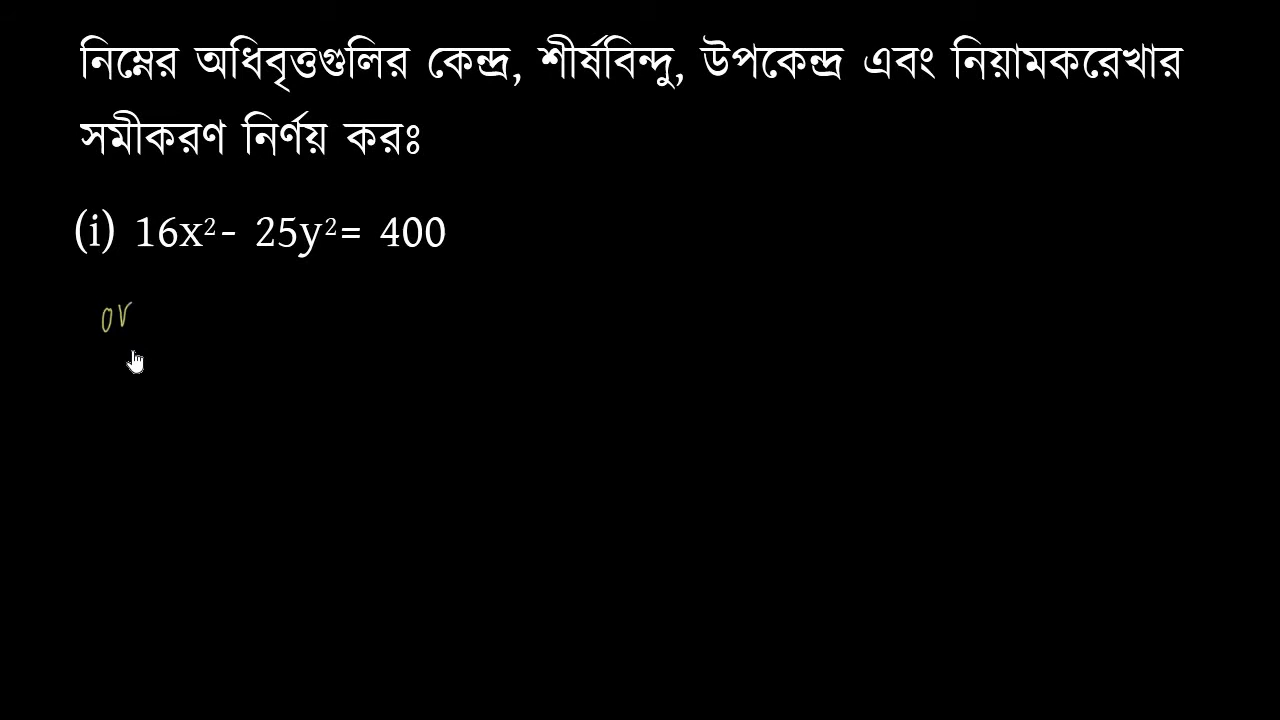 নিম্নের অধিবৃত্তগুলির কেন্দ্র, শীর্ষবিন্দু, উপকেন্দ্র এবং নিয়ামকরেখার
সমীকরণ নির্ণয় করঃ
(i) 16x²- 25y²= 400
or